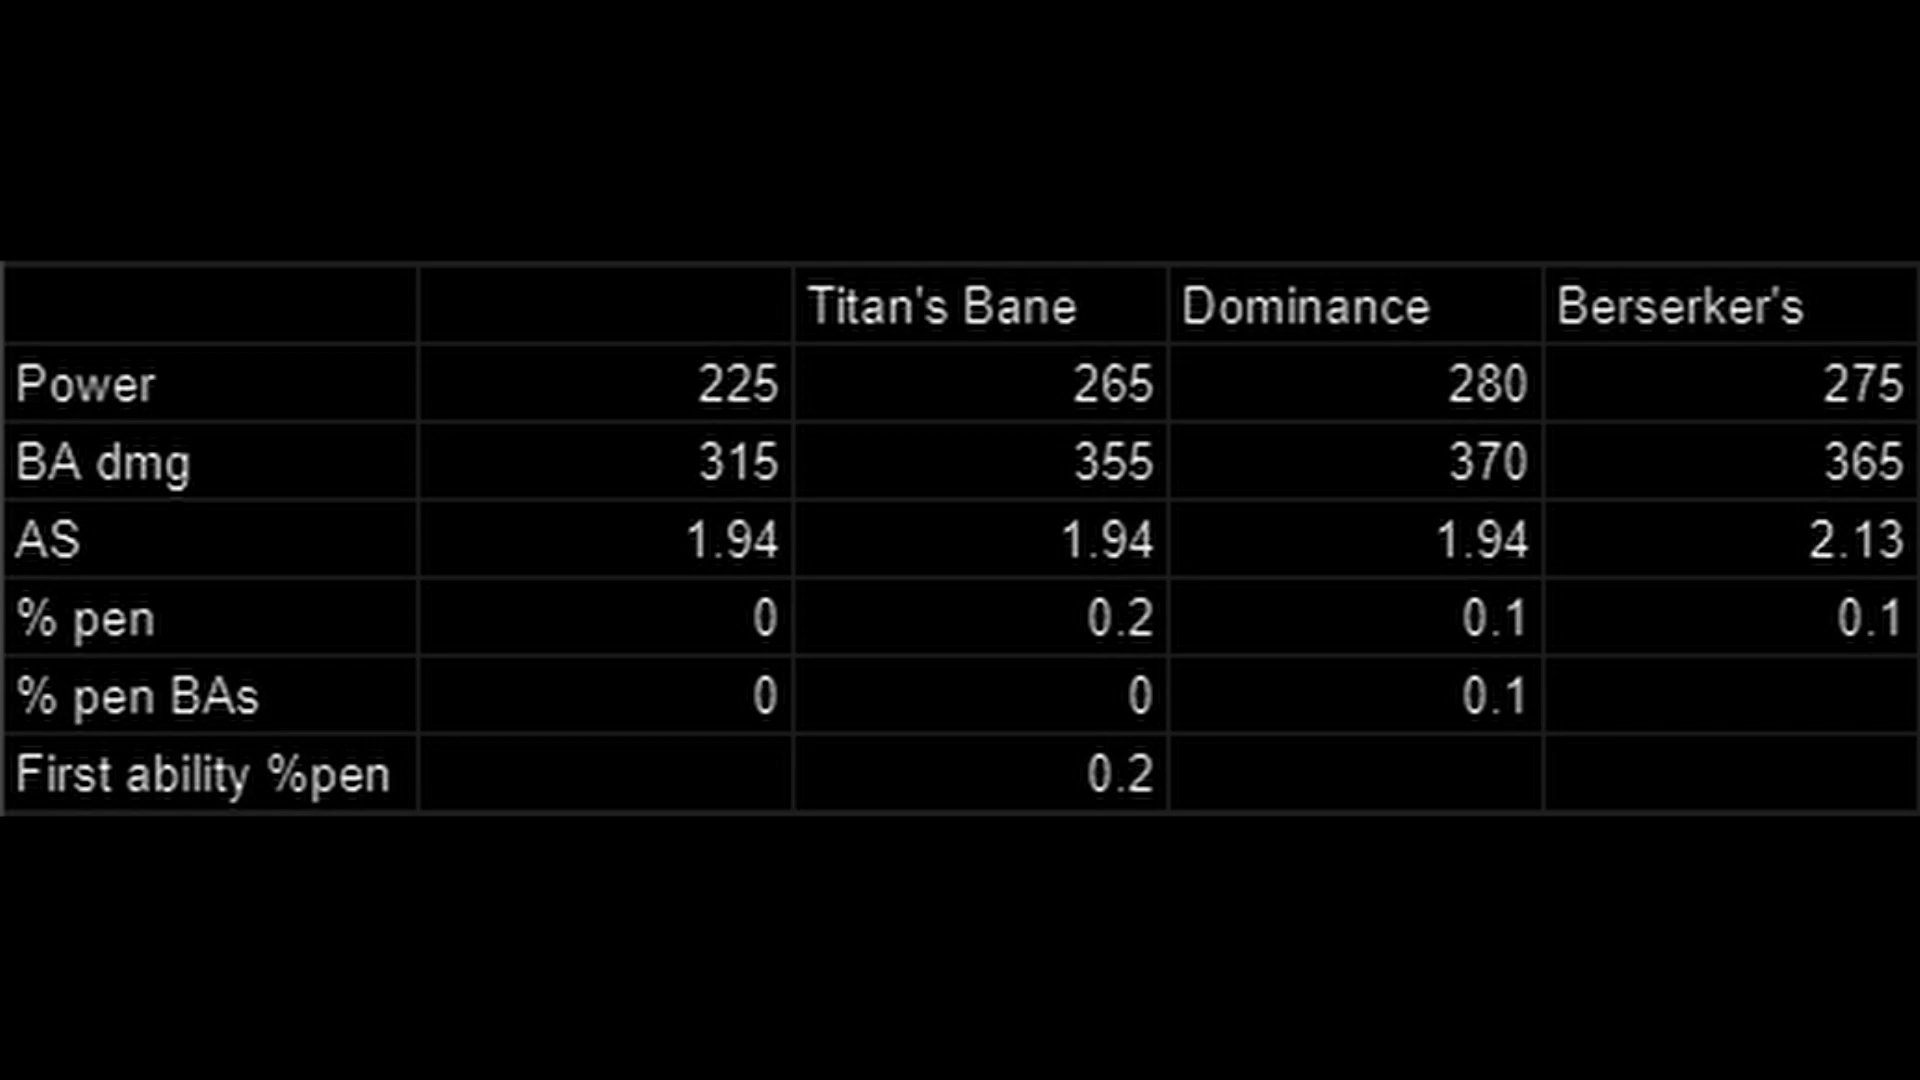 Titan's Bane Dominance Berserker's
Power 225 265 280 275
BA dmg 315 355 370 365
AS 1.94 1.94 1.94 2.13
% pen 0 0.2 0.1 0.1
% pen BAs 0 0 0.1
First ability %pen 0.2